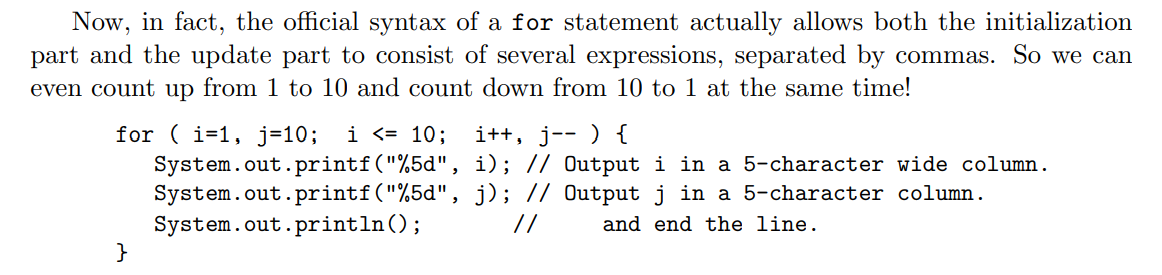 Now, in fact, the official syntax of a for statement actually allows both the initialization
part and the update part to consist of several expressions, separated by commas. So we can
even count up from 1 to 10 and count down from 10 to 1 at the same time!
for ( i=1, j=10;  i <= 10;  i++, j-- ) {
   System.out.printf("%5d", i); // Output i in a 5-character wide column.
   System.out.printf("%5d", j); // Output j in a 5-character column.
   System.out.println();       //     and end the line.
}